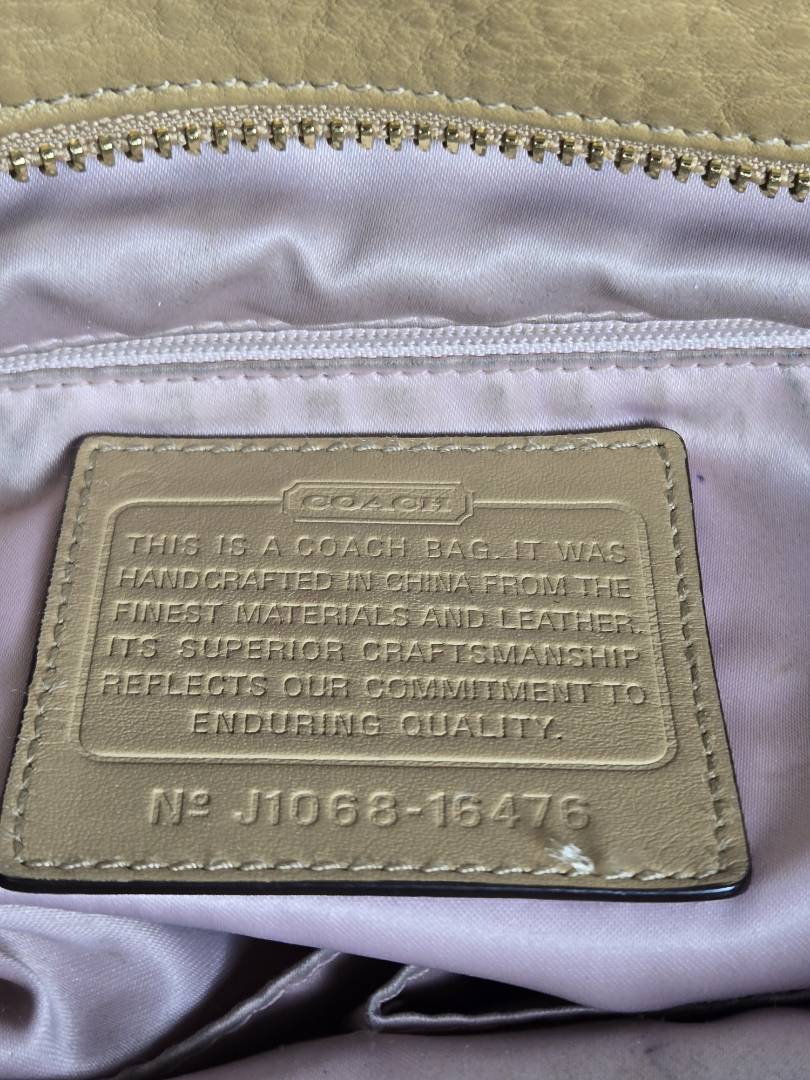 COACH
THIS IS A COACH BAG. IT WAS
HANDCRAFTED IN CHINA FROM THE
FINEST MATERIALS AND LEATHER.
ITS SUPERIOR CRAFTSMANSHIP
REFLECTS OUR COMMITMENT TO
ENDURING QUALITY.
Nº J1068-16476